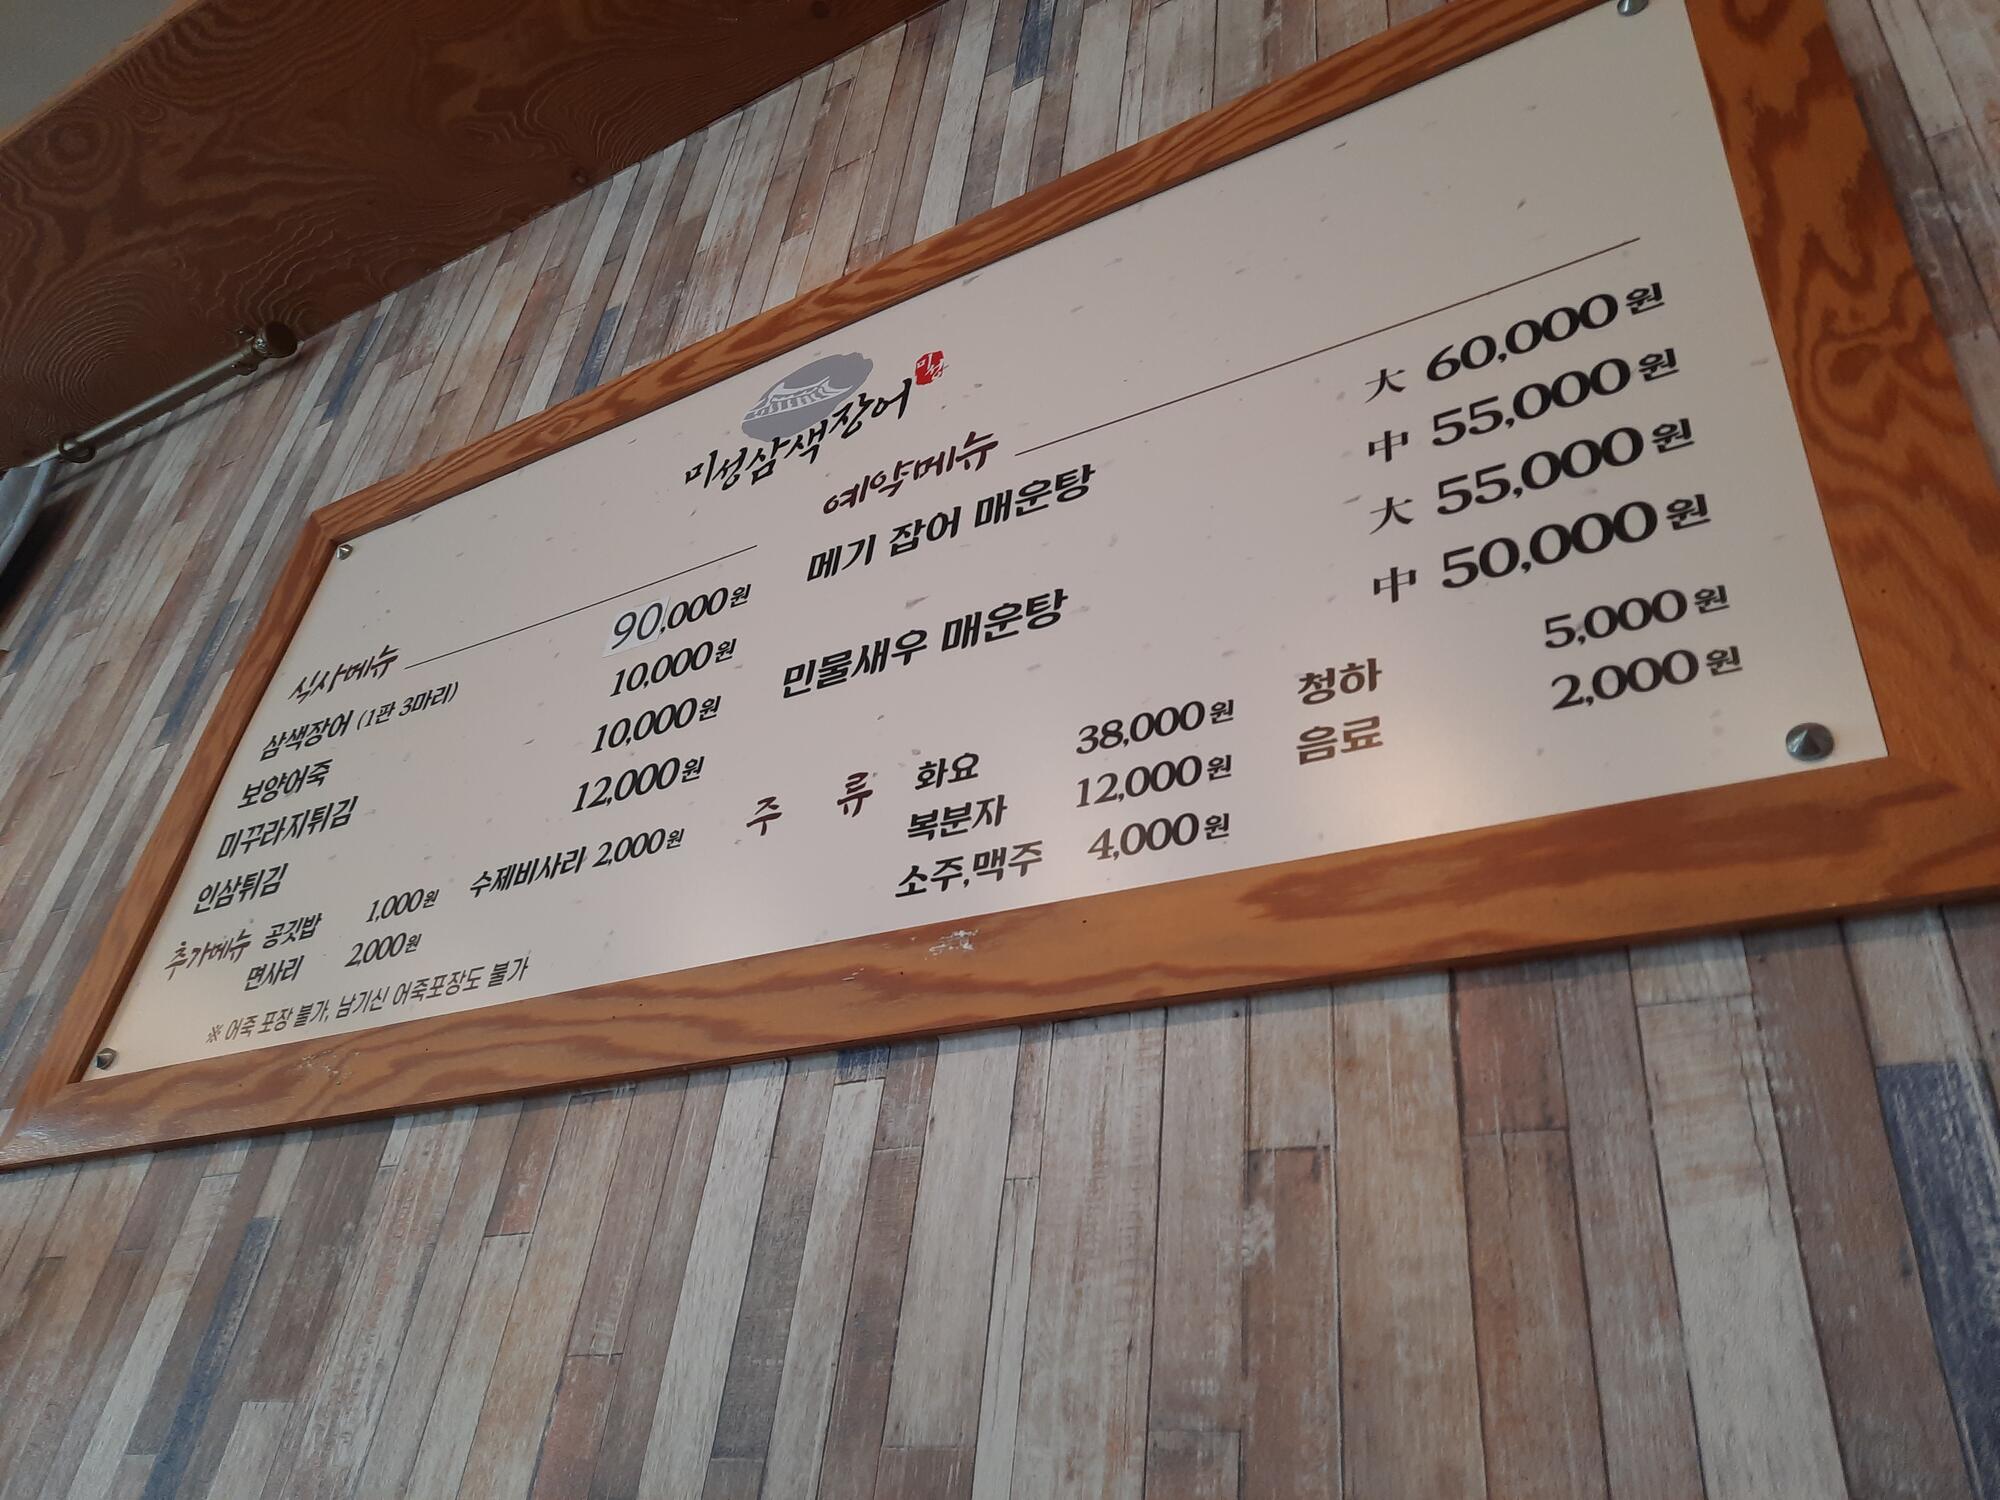 미성삼색장어
미성
식사메뉴
삼색장어 (1판 3마리) 90,000원
보양어죽 10,000원
미꾸라지튀김 10,000원
인삼튀김 12,000원
추가메뉴 공깃밥 1,000원 수제비사리 2,000원
면사리 2,000원
※ 어죽 포장 불가, 남기신 어죽포장도 불가
예약메뉴
메기 잡어 매운탕 大 60,000원
中 55,000원
민물새우 매운탕 大 55,000원
中 50,000원
주 류 화요 38,000원 청하 5,000원
복분자 12,000원 음료 2,000원
소주,맥주 4,000원